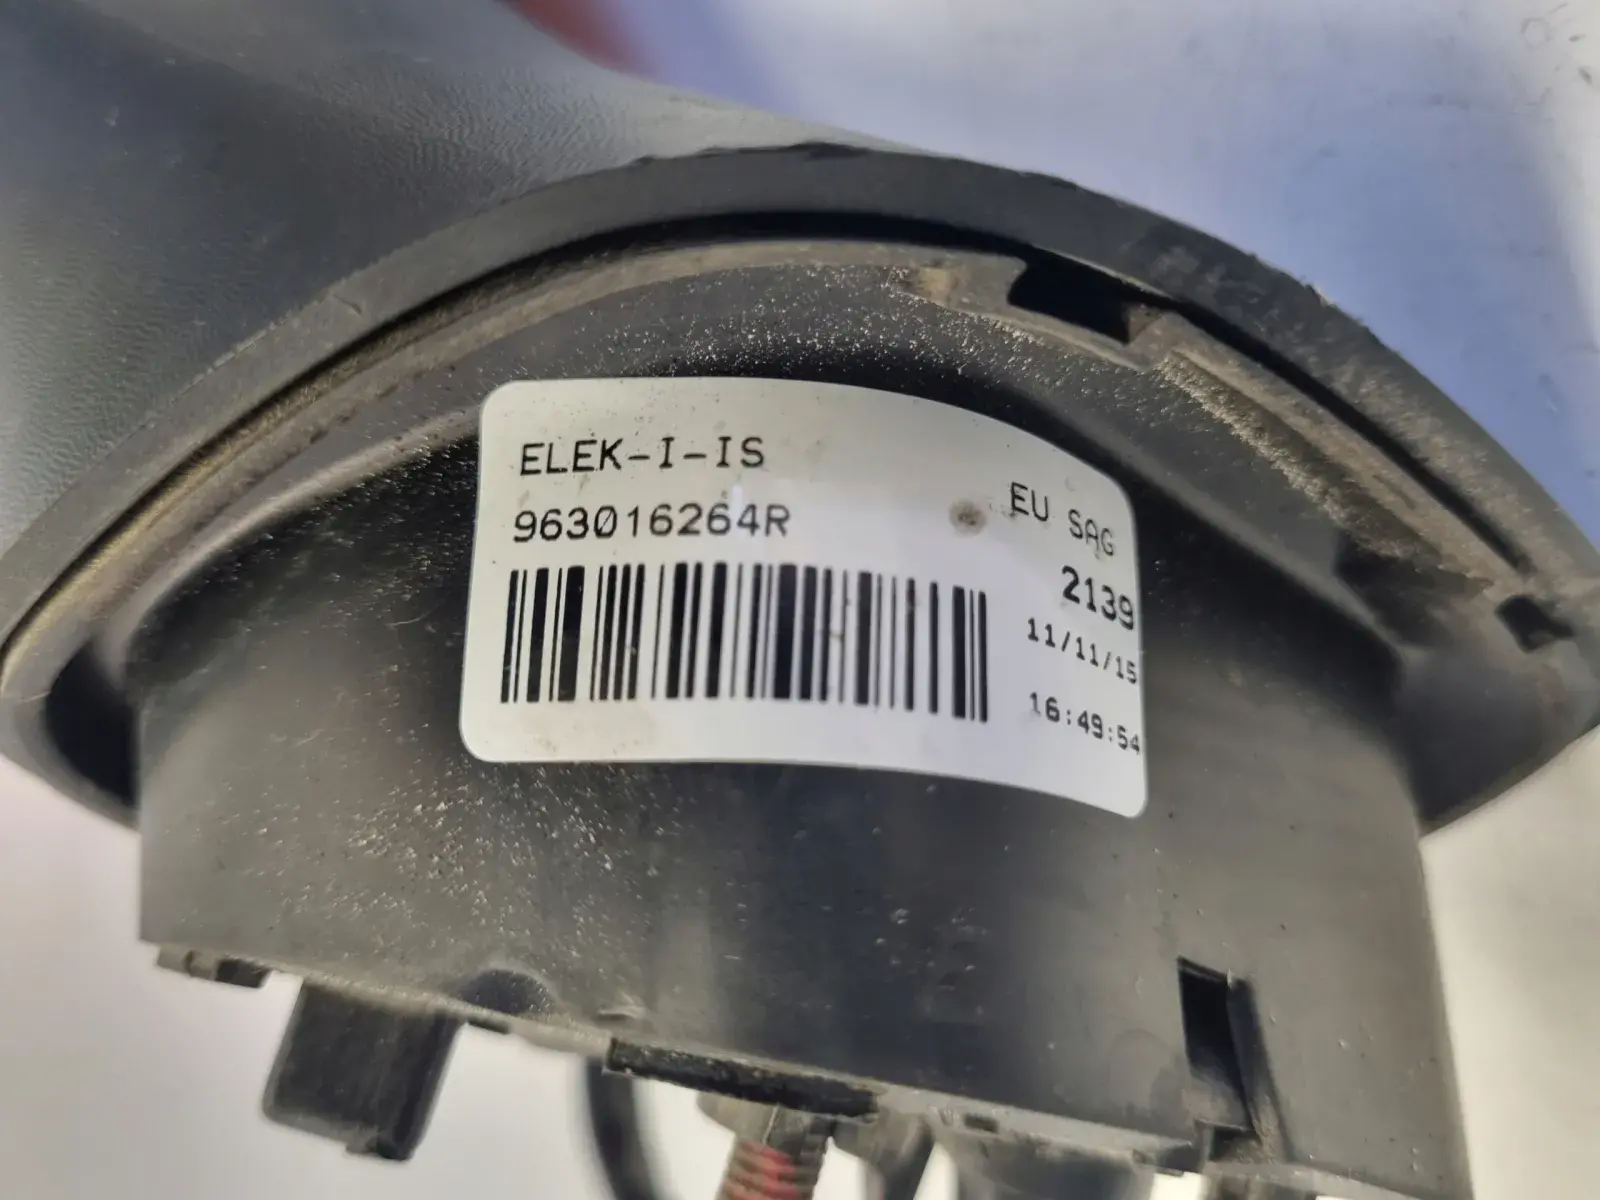 ELEK-I-IS
963016264R
EU SAG
2139
11/11/15
16:49:54